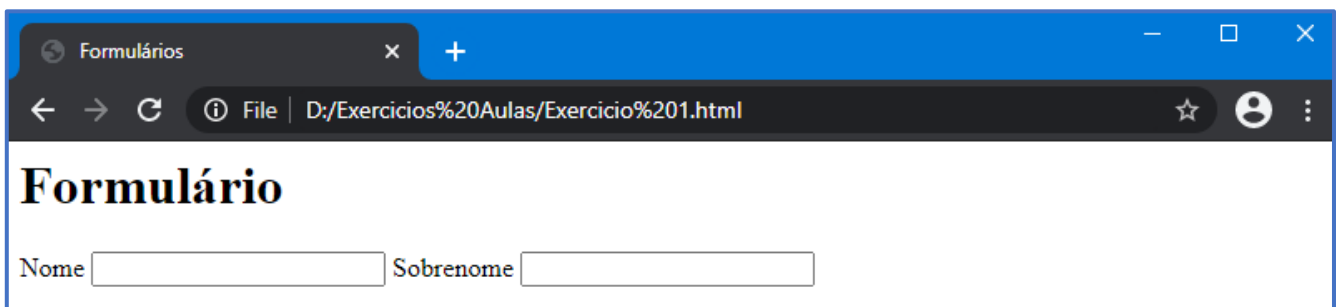 Formulários
File D:/Exercicios%20Aulas/Exercicio%201.html
Formulário
Nome Sobrenome